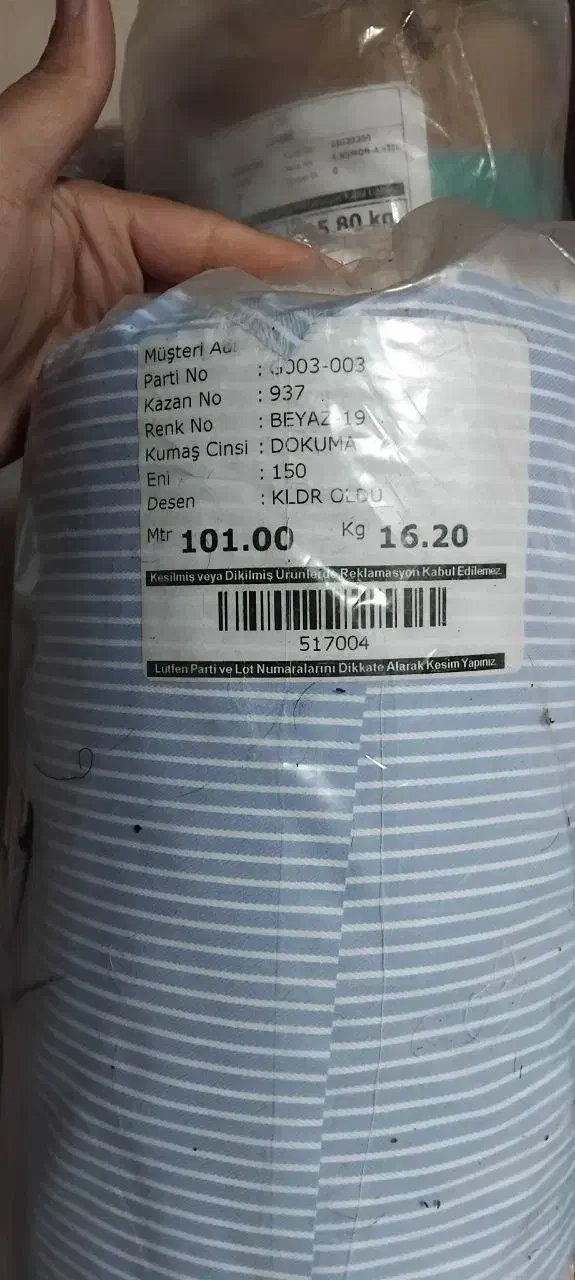 5.80 kg
Müşteri Adı
Parti No : G003-003
Kazan No : 937
Renk No : BEYAZ-19
Kumaş Cinsi : DOKUMA
Eni : 150
Desen : KLDR OLDU
Mtr 101.00 Kg 16.20
Kesilmiş veya Dikilmiş Ürünlerde Reklamasyon Kabul Edilemez.
517004
Lutfen Parti ve Lot Numaralarını Dikkate Alarak Kesim Yapınız.